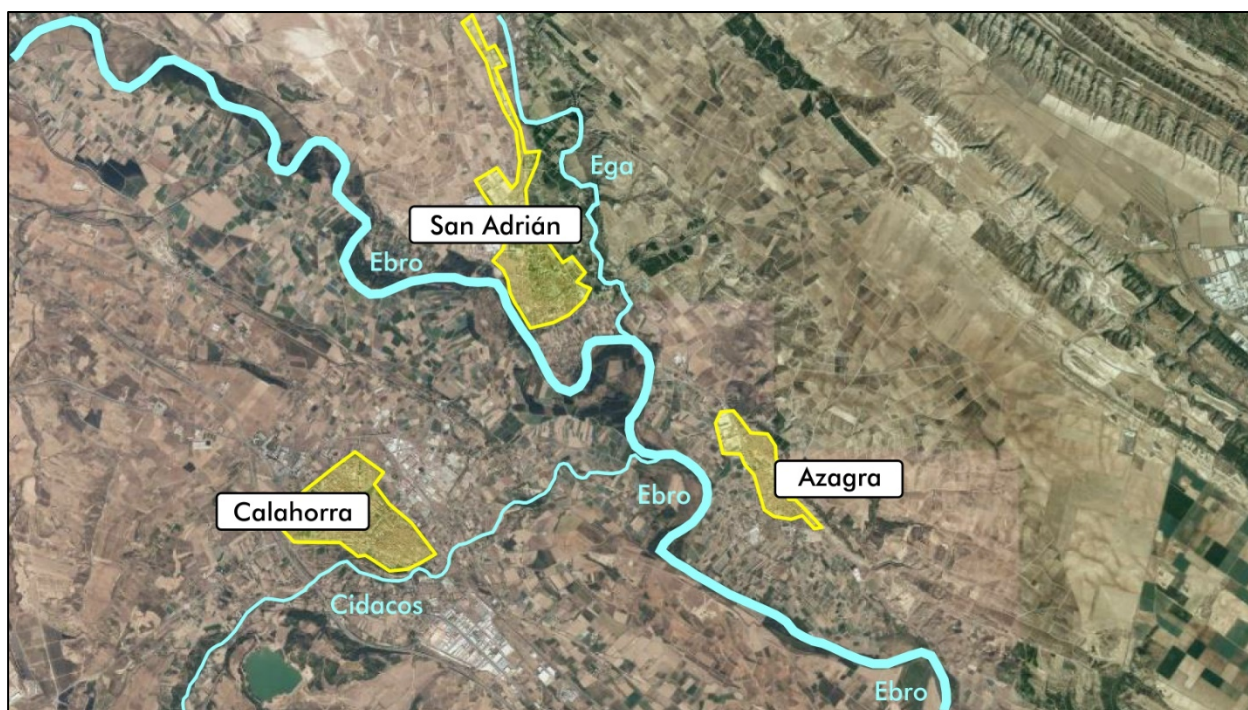 Ega
San Adrián
Ebro
Azagra
Ebro
Calahorra
Cidacos
Ebro